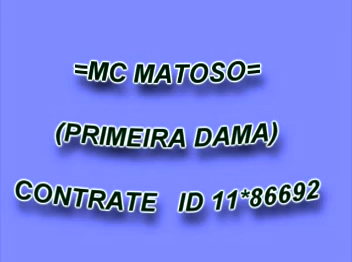 =MC MATOSO=
(PRIMEIRA DAMA)
CONTRATE ID 11*86692